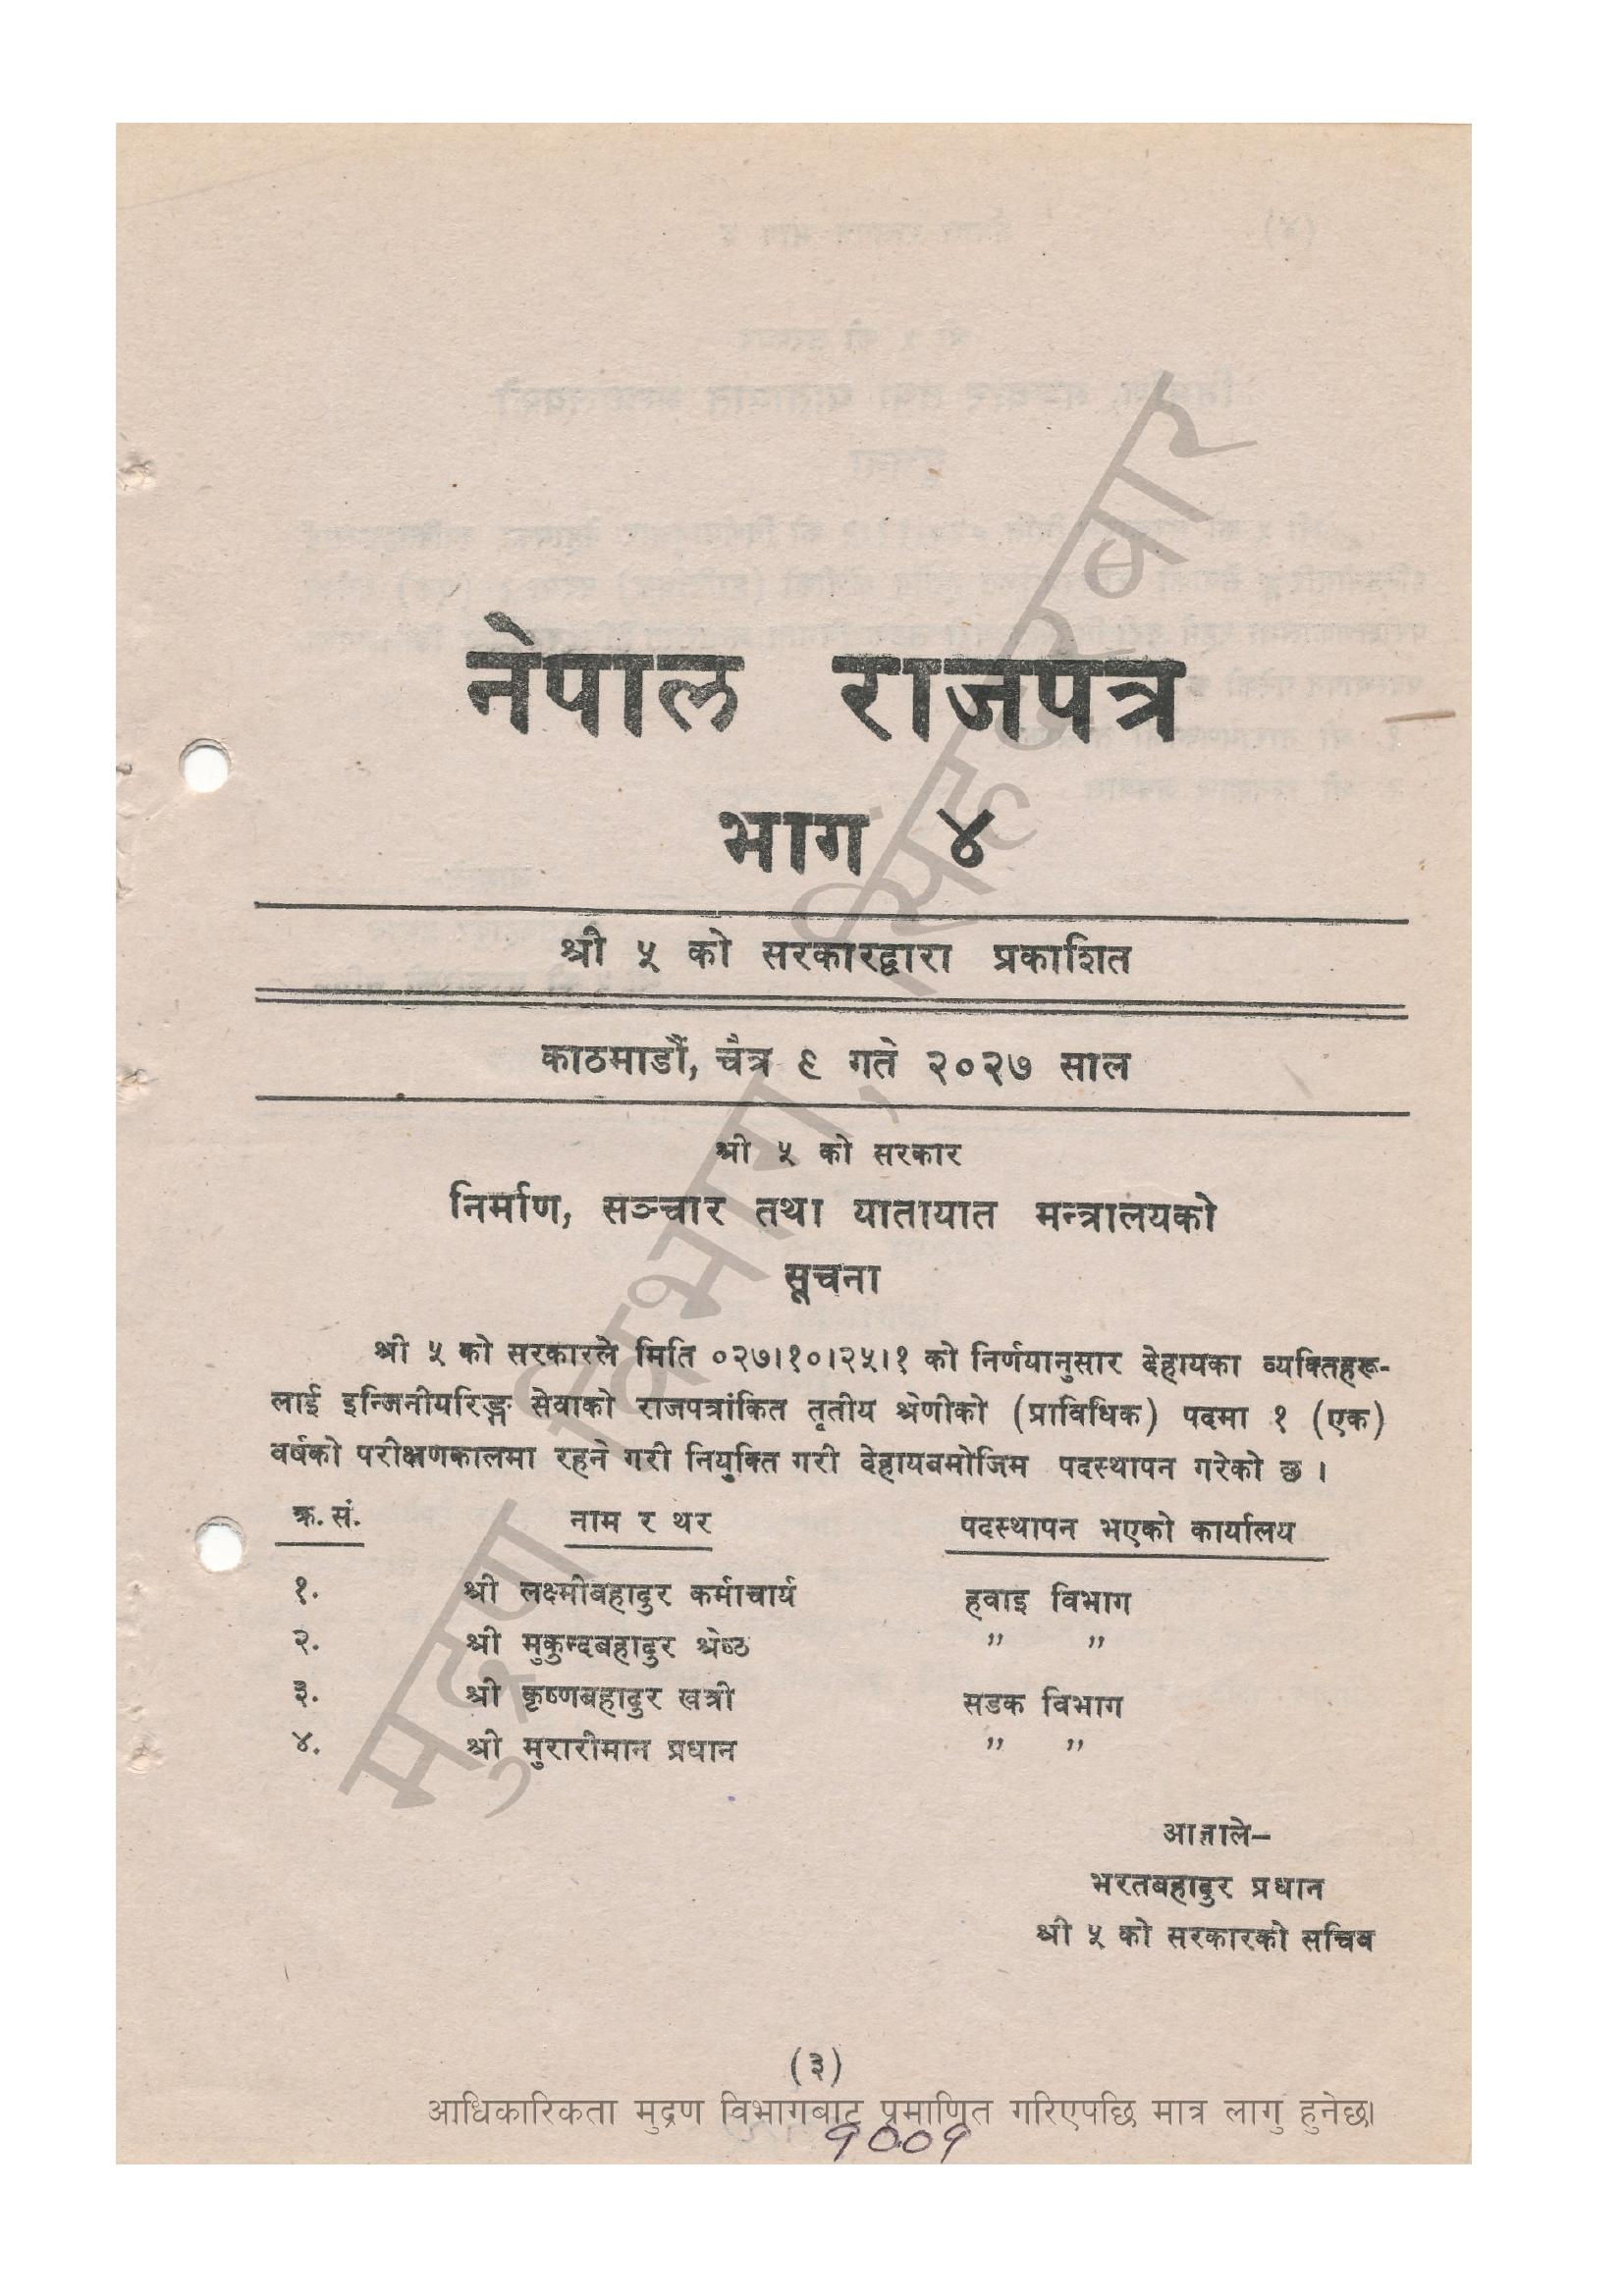 नेपाल राजपत्र
भाग ४
श्री ५ को सरकारद्वारा प्रकाशित
काठमाडौं, चैत्र ९ गते २०२७ साल
श्री ५ को सरकार
निर्माण, सञ्चार तथा यातायात मन्त्रालयको
सूचना
श्री ५ को सरकारले मिति ०२७।१०।२५।१ को निर्णयानुसार देहायका व्यक्तिहरू-
लाई इन्जिनीयरिङ्ग सेवाको राजपत्रांकित तृतीय श्रेणीको (प्राविधिक) पदमा १ (एक)
वर्षको परीक्षणकालमा रहने गरी नियुक्ति गरी देहायबमोजिम पदस्थापन गरेको छ ।
क्र. सं. नाम र थर पदस्थापन भएको कार्यालय
१. श्री लक्ष्मीबहादुर कर्माचार्य हवाइ विभाग
२. श्री मुकुन्दबहादुर श्रेष्ठ " "
३. श्री कृष्णबहादुर खत्री सडक विभाग
४. श्री मुरारीमान प्रधान " "
आज्ञाले–
भरतबहादुर प्रधान
श्री ५ को सरकारको सचिव
(३)
आधिकारिकता मुद्रण विभागबाट प्रमाणित गरिएपछि मात्र लागु हुनेछ।
१००१
मुद्रण विभाग, सिंहदरबार